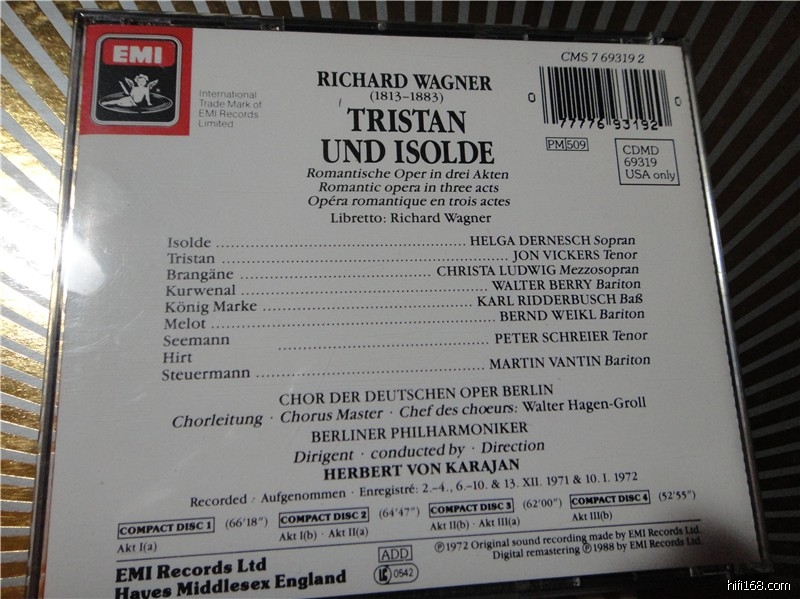 EMI
International
Trade Mark of
EMI Records
Limited
CMS 7 69319 2
0 77776 93192 0
PM 509
CDMD
69319
USA only
RICHARD WAGNER
(1813–1883)
TRISTAN
UND ISOLDE
Romantische Oper in drei Akten
Romantic opera in three acts
Opéra romantique en trois actes
Libretto: Richard Wagner
Isolde ........ HELGA DERNESCH Sopran
Tristan ........ JON VICKERS Tenor
Brangäne ........ CHRISTA LUDWIG Mezzosopran
Kurwenal ........ WALTER BERRY Bariton
König Marke ........ KARL RIDDERBUSCH Baß
Melot ........ BERND WEIKL Bariton
Seemann
Hirt ........ PETER SCHREIER Tenor
Steuermann ........ MARTIN VANTIN Bariton
CHOR DER DEUTSCHEN OPER BERLIN
Chorleitung · Chorus Master · Chef des chœurs: Walter Hagen-Groll
BERLINER PHILHARMONIKER
Dirigent · conducted by · Direction
HERBERT VON KARAJAN
Recorded · Aufgenommen · Enregistré: 2.–4., 6.–10. & 13. XII. 1971 & 10. 1. 1972
COMPACT DISC 1 (66'18") COMPACT DISC 2 (64'47") COMPACT DISC 3 (62'00") COMPACT DISC 4 (52'55")
Akt I(a) Akt I(b) · Akt II(a) Akt II(b) · Akt III(a) Akt III(b)
EMI Records Ltd
Hayes Middlesex England
ADD
LC 0542
℗1972 Original sound recording made by EMI Records Ltd.
Digital remastering ℗1988 by EMI Records Ltd.
hifi168.com